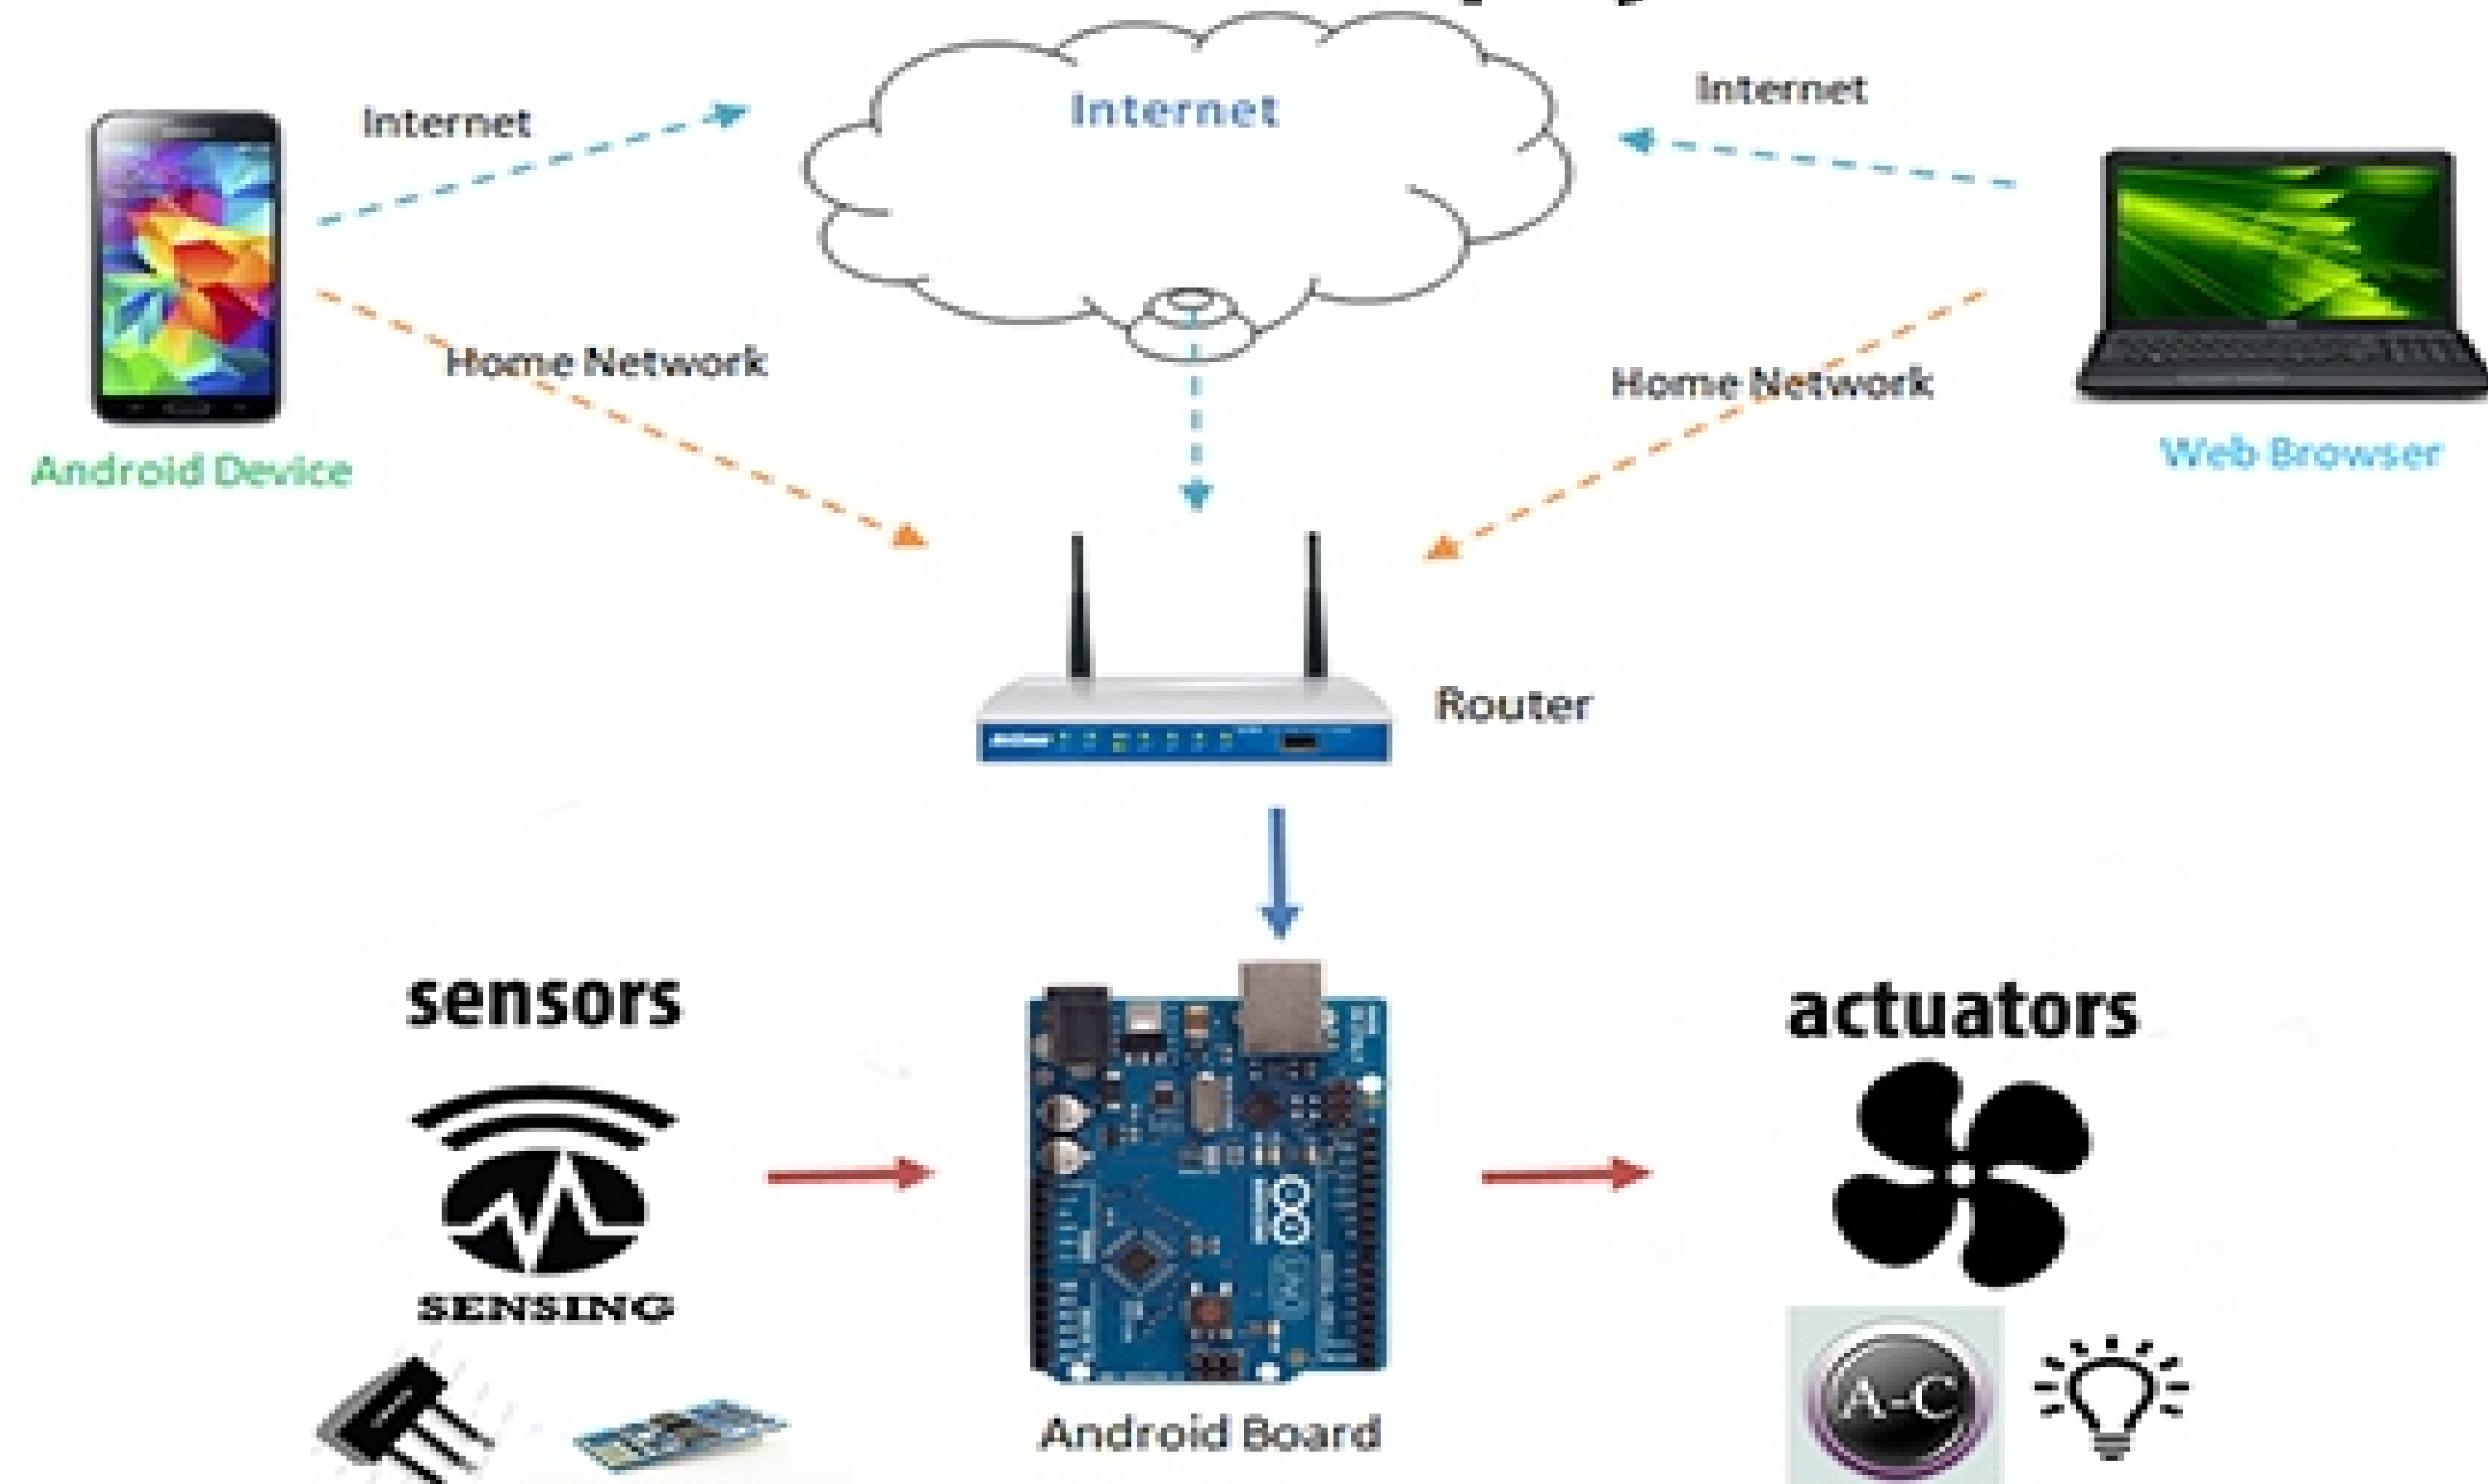 Internet
Internet
Internet
Home Network
Home Network
Android Device
Web Browser
Router
sensors
actuators
SENSING
A-C
Android Board